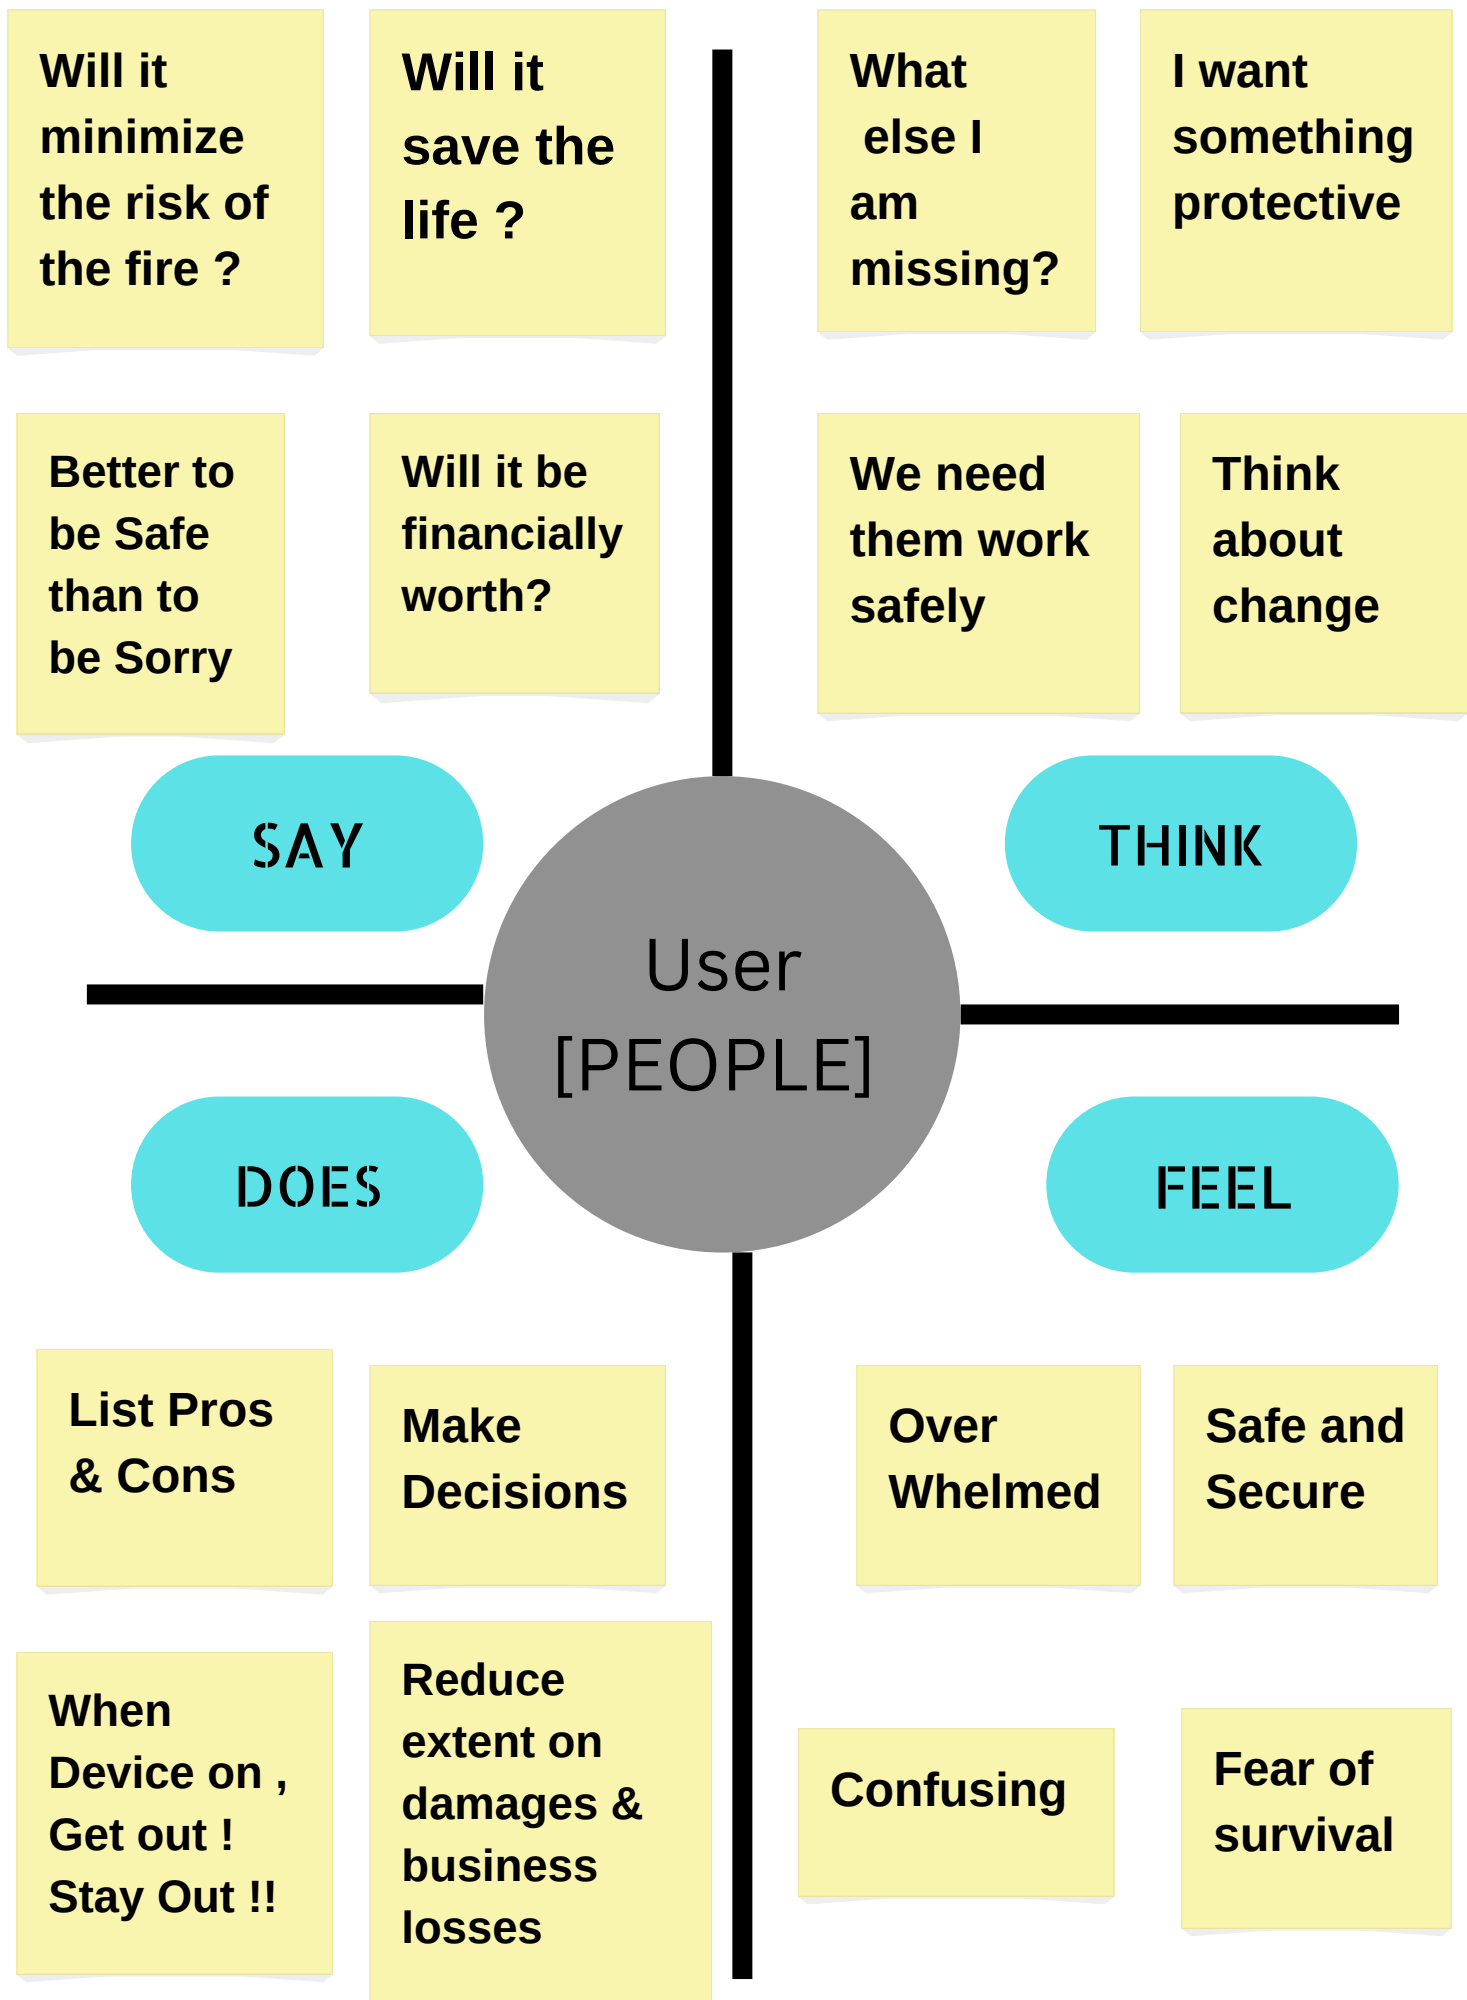 Will it
minimize
the risk of
the fire ?
Will it
save the
life ?
What
else I
am
missing?
I want
something
protective
Better to
be Safe
than to
be Sorry
Will it be
financially
worth?
We need
them work
safely
Think
about
change
SAY
THINK
User
[PEOPLE]
DOES
FEEL
List Pros
& Cons
Make
Decisions
Over
Whelmed
Safe and
Secure
When
Device on ,
Get out !
Stay Out !!
Reduce
extent on
damages &
business
losses
Confusing
Fear of
survival